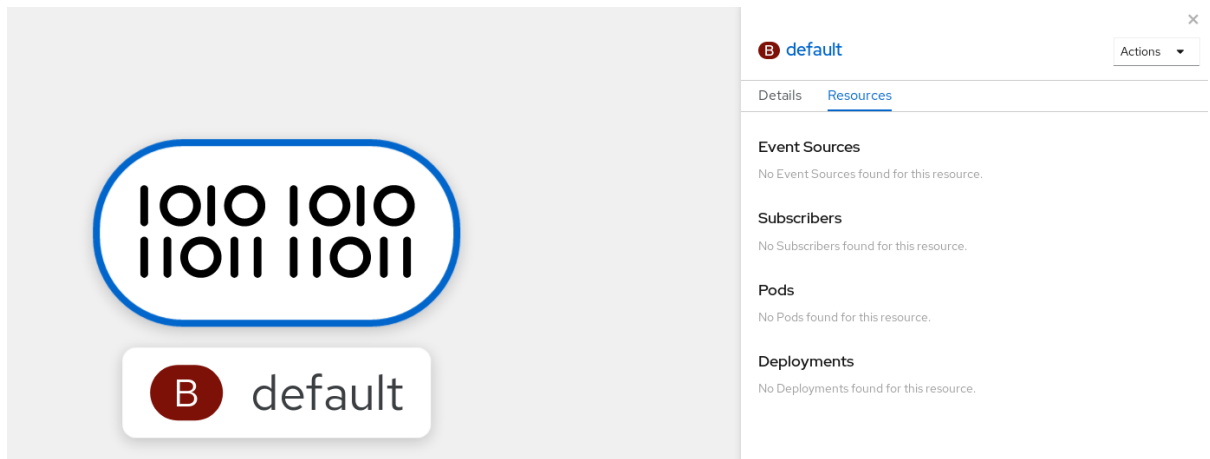 1010 1010
11011 11011
B default
×
B default
Actions
Details Resources
Event Sources
No Event Sources found for this resource.
Subscribers
No Subscribers found for this resource.
Pods
No Pods found for this resource.
Deployments
No Deployments found for this resource.